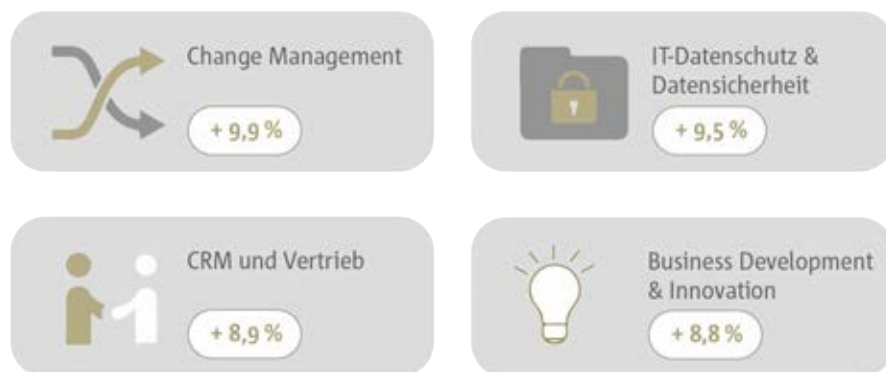 Change Management
+ 9,9 %
IT-Datenschutz &
Datensicherheit
+ 9,5 %
CRM und Vertrieb
+ 8,9 %
Business Development
& Innovation
+ 8,8 %